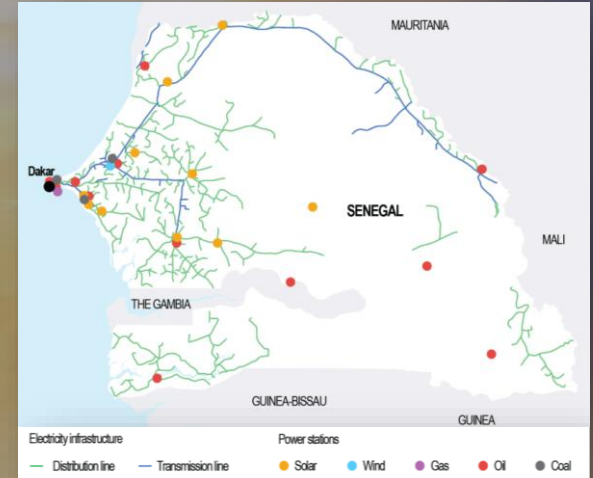 MAURITANIA
Dakar
SENEGAL
MALI
THE GAMBIA
GUINEA-BISSAU
GUINEA
Electricity infrastructure
Power stations
Distribution line
Transmission line
Solar
Wind
Gas
Oil
Coal